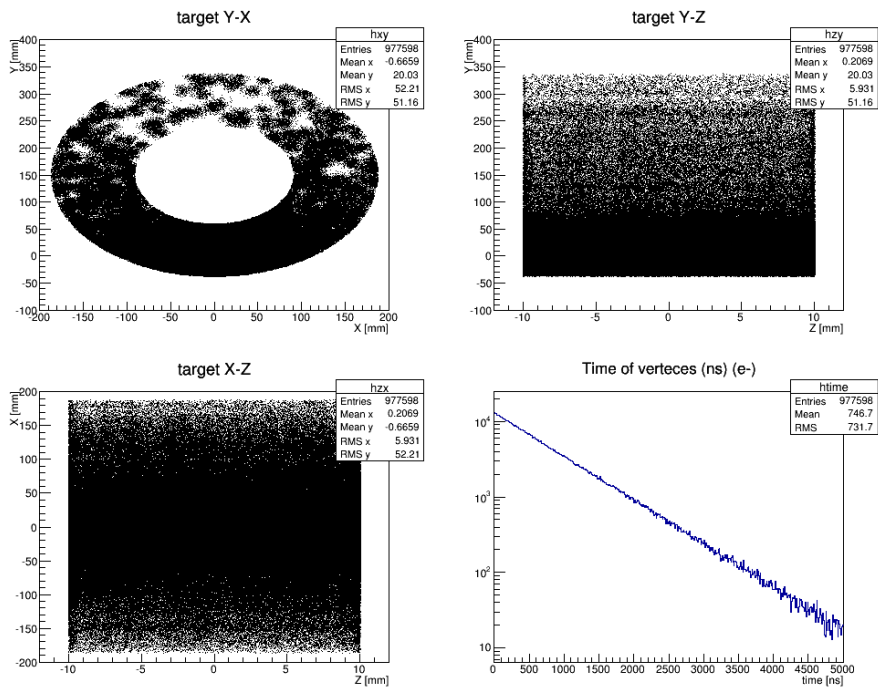 target Y-X
hxy
Entries 977598
Mean x -0.6659
Mean y 20.03
RMS x 52.21
RMS y 51.16
Y [mm]
400
350
300
250
200
150
100
50
0
-50
-100
-200 -150 -100 -50 0 50 100 150 200
X [mm]
target Y-Z
hzy
Entries 977598
Mean x 0.2069
Mean y 20.03
RMS x 5.931
RMS y 51.16
Y [mm]
400
350
300
250
200
150
100
50
0
-50
-100
-10 -5 0 5 10
Z [mm]
target X-Z
hzx
Entries 977598
Mean x 0.2069
Mean y -0.6659
RMS x 5.931
RMS y 52.21
X [mm]
200
150
100
50
0
-50
-100
-150
-200
-10 -5 0 5 10
Z [mm]
Time of verteces (ns) (e-)
htime
Entries 977598
Mean 746.7
RMS 731.7
10⁴
10³
10²
10
0 500 1000 1500 2000 2500 3000 3500 4000 4500 5000
time [ns]